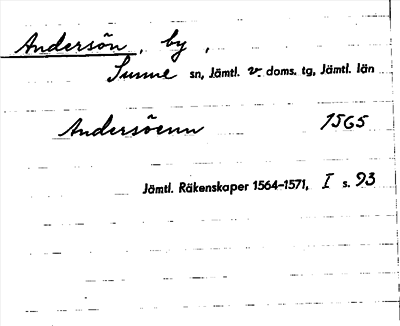 Andersön, by,
Sunne sn, Jämtl. v. doms. tg, Jämtl. län
Andersöenn 1565
Jämtl. Räkenskaper 1564-1571, I s. 93